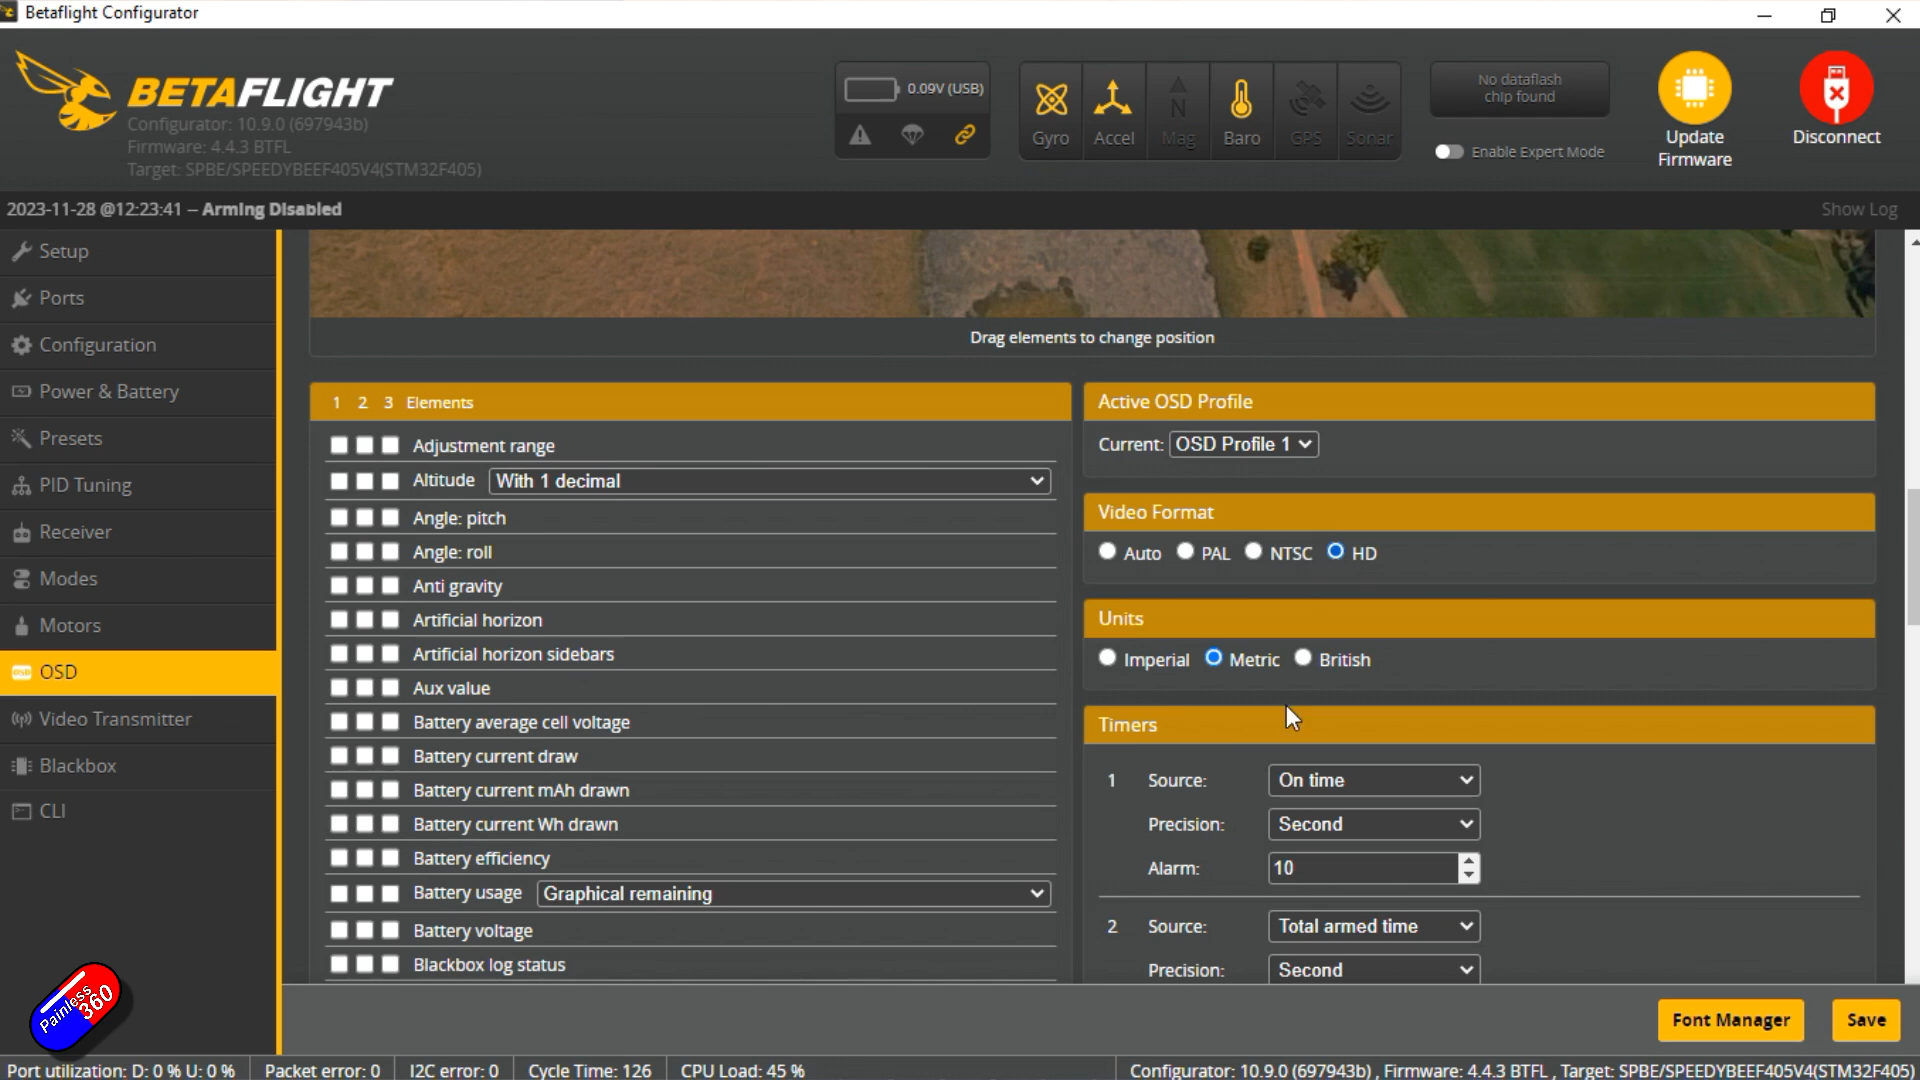 Betaflight Configurator
BETAFLIGHT
Configurator: 10.9.0 (697943b)
Firmware: 4.4.3 BTFL
Target: SPBE/SPEEDYBEEF405V4(STM32F405)
0.09V (USB)
Gyro
Accel
N
Mag
Baro
GPS
Sonar
No dataflash
chip found
Enable Expert Mode
Update
Firmware
Disconnect
2023-11-28 @12:23:41 – Arming Disabled
Show Log
Setup
Ports
Configuration
Power & Battery
Presets
PID Tuning
Receiver
Modes
Motors
OSD
Video Transmitter
Blackbox
CLI
Painless
360
Drag elements to change position
1 2 3 Elements
Adjustment range
Altitude With 1 decimal
Angle: pitch
Angle: roll
Anti gravity
Artificial horizon
Artificial horizon sidebars
Aux value
Battery average cell voltage
Battery current draw
Battery current mAh drawn
Battery current Wh drawn
Battery efficiency
Battery usage Graphical remaining
Battery voltage
Blackbox log status
Active OSD Profile
Current: OSD Profile 1
Video Format
Auto PAL NTSC HD
Units
Imperial Metric British
Timers
1 Source: On time
Precision: Second
Alarm: 10
2 Source: Total armed time
Precision: Second
Font Manager
Save
Port utilization: D: 0 % U: 0 % Packet error: 0 I2C error: 0 Cycle Time: 126 CPU Load: 45 % Configurator: 10.9.0 (697943b) , Firmware: 4.4.3 BTFL , Target: SPBE/SPEEDYBEEF405V4(STM32F405)